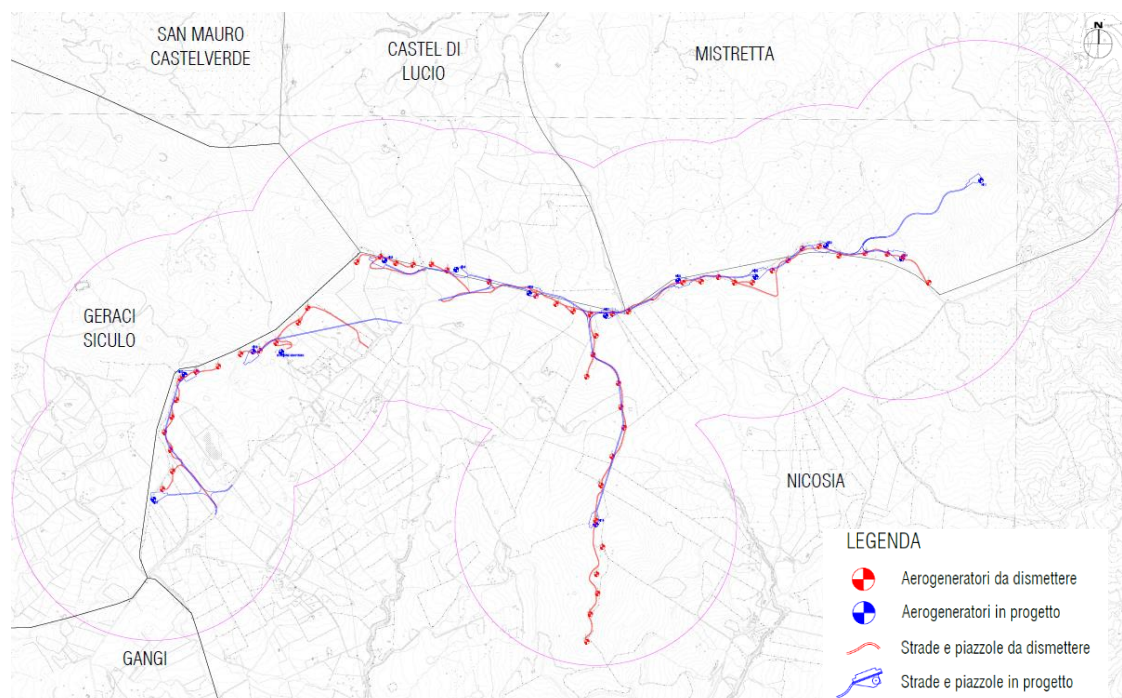 SAN MAURO
CASTELVERDE
CASTEL DI
LUCIO
MISTRETTA
N
GERACI
SICULO
NICOSIA
GANGI
LEGENDA
Aerogeneratori da dismettere
Aerogeneratori in progetto
Strade e piazzole da dismettere
Strade e piazzole in progetto